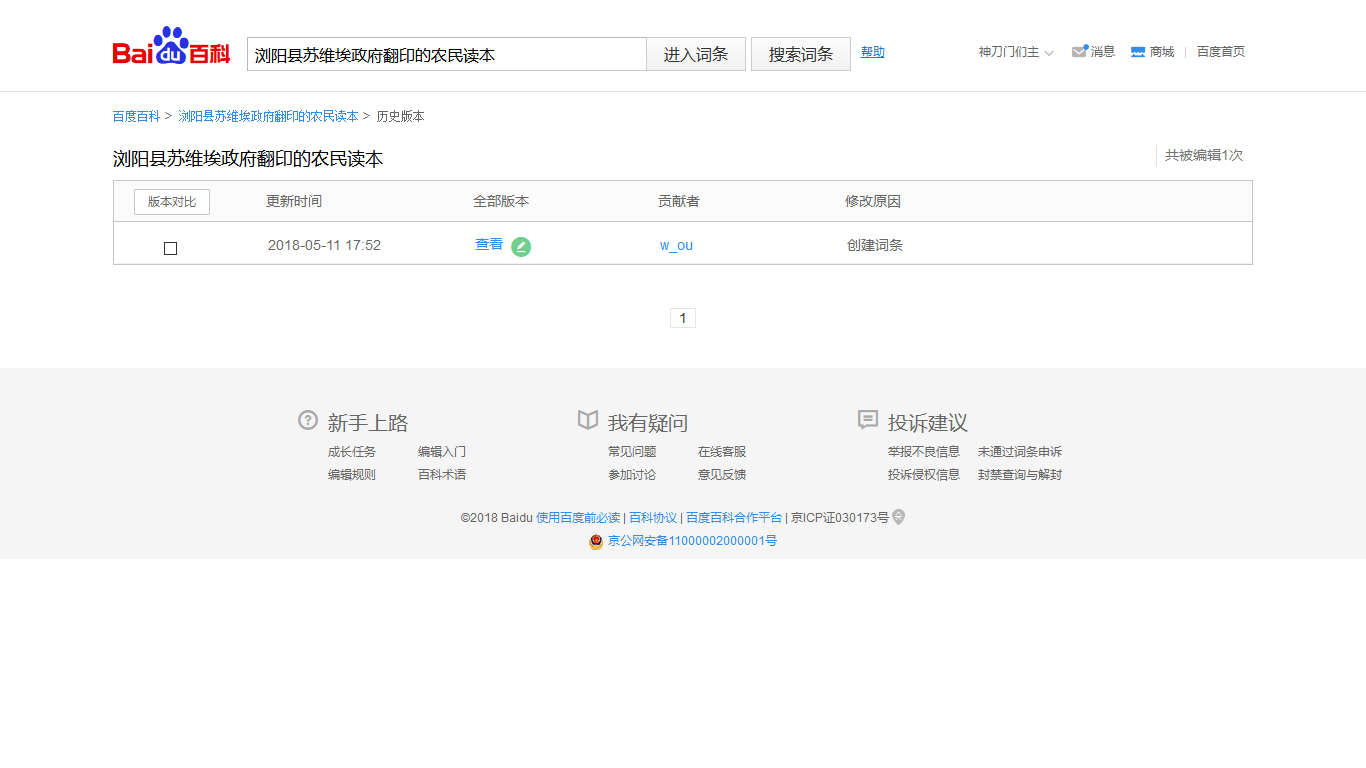 Baidu百科 浏阳县苏维埃政府翻印的农民读本 进入词条 搜索词条 帮助 神刀门们主 消息 商城 | 百度首页
百度百科 > 浏阳县苏维埃政府翻印的农民读本 > 历史版本
浏阳县苏维埃政府翻印的农民读本 共被编辑1次
版本对比 更新时间 全部版本 贡献者 修改原因
2018-05-11 17:52 查看 w_ou 创建词条
1
新手上路 我有疑问 投诉建议
成长任务 编辑入门 常见问题 在线客服 举报不良信息 未通过词条申诉
编辑规则 百科术语 参加讨论 意见反馈 投诉侵权信息 封禁查询与解封
©2018 Baidu 使用百度前必读 | 百科协议 | 百度百科合作平台 | 京ICP证030173号
京公网安备11000002000001号